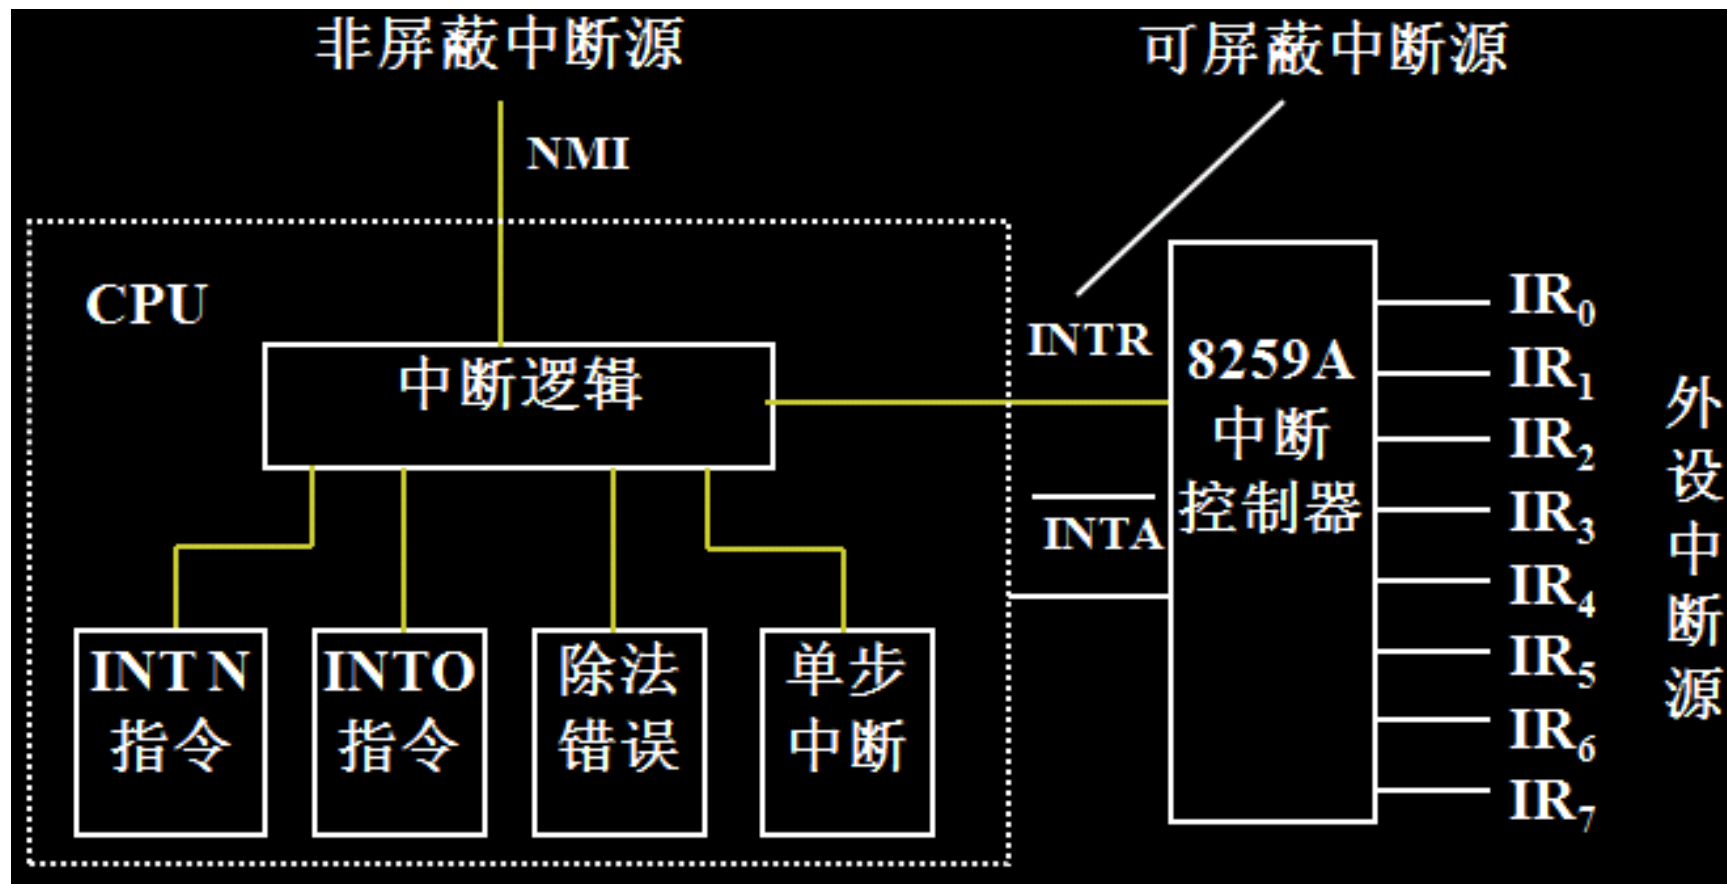 非屏蔽中断源
可屏蔽中断源
NMI
CPU
中断逻辑
INTR
INTA
INT N
指令
INTO
指令
除法
错误
单步
中断
8259A
中断
控制器
IR0
IR1
IR2
IR3
IR4
IR5
IR6
IR7
外设中断源